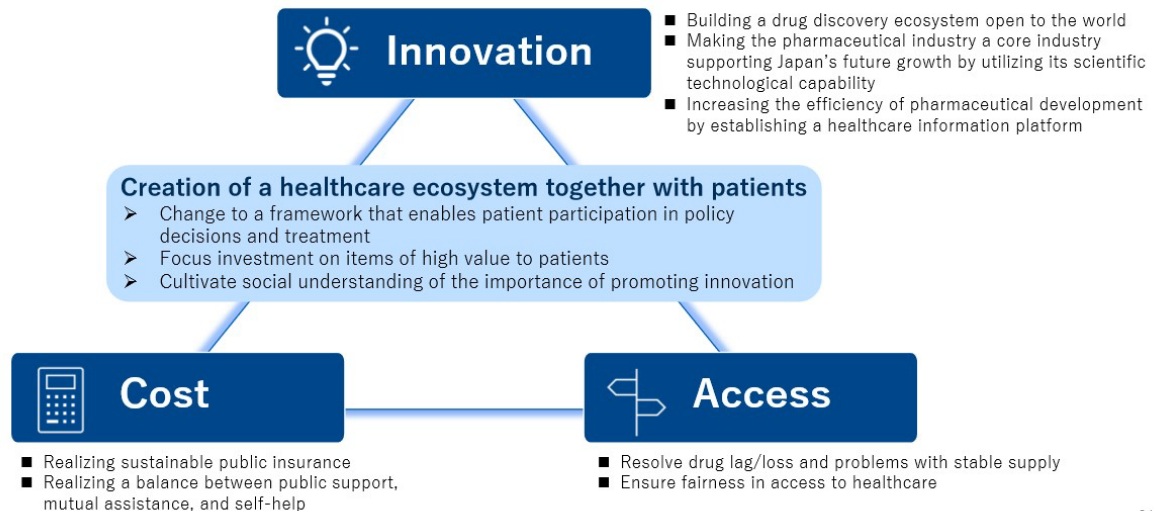 Innovation
■ Building a drug discovery ecosystem open to the world
■ Making the pharmaceutical industry a core industry
supporting Japan's future growth by utilizing its scientific
technological capability
■ Increasing the efficiency of pharmaceutical development
by establishing a healthcare information platform
Creation of a healthcare ecosystem together with patients
➢ Change to a framework that enables patient participation in policy
decisions and treatment
➢ Focus investment on items of high value to patients
➢ Cultivate social understanding of the importance of promoting innovation
Cost
■ Realizing sustainable public insurance
■ Realizing a balance between public support,
mutual assistance, and self-help
Access
■ Resolve drug lag/loss and problems with stable supply
■ Ensure fairness in access to healthcare